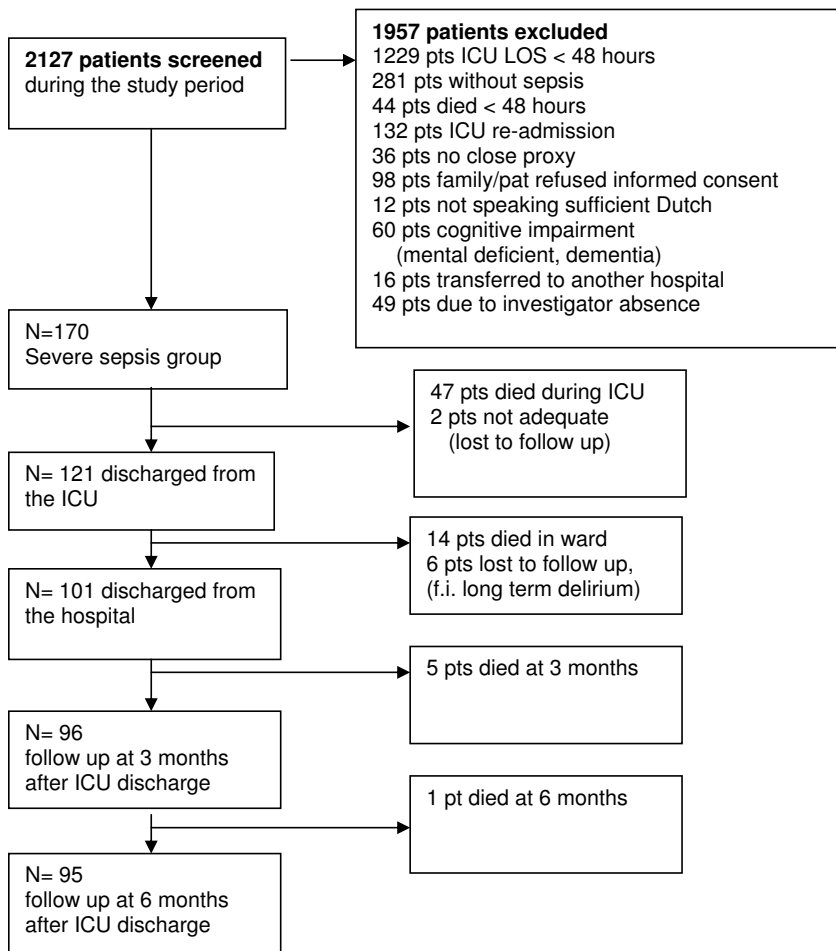 2127 patients screened
during the study period
1957 patients excluded
1229 pts ICU LOS < 48 hours
281 pts without sepsis
44 pts died < 48 hours
132 pts ICU re-admission
36 pts no close proxy
98 pts family/pat refused informed consent
12 pts not speaking sufficient Dutch
60 pts cognitive impairment
(mental deficient, dementia)
16 pts transferred to another hospital
49 pts due to investigator absence
N=170
Severe sepsis group
47 pts died during ICU
2 pts not adequate
(lost to follow up)
N= 121 discharged from
the ICU
14 pts died in ward
6 pts lost to follow up,
(f.i. long term delirium)
N= 101 discharged from
the hospital
5 pts died at 3 months
N= 96
follow up at 3 months
after ICU discharge
1 pt died at 6 months
N= 95
follow up at 6 months
after ICU discharge